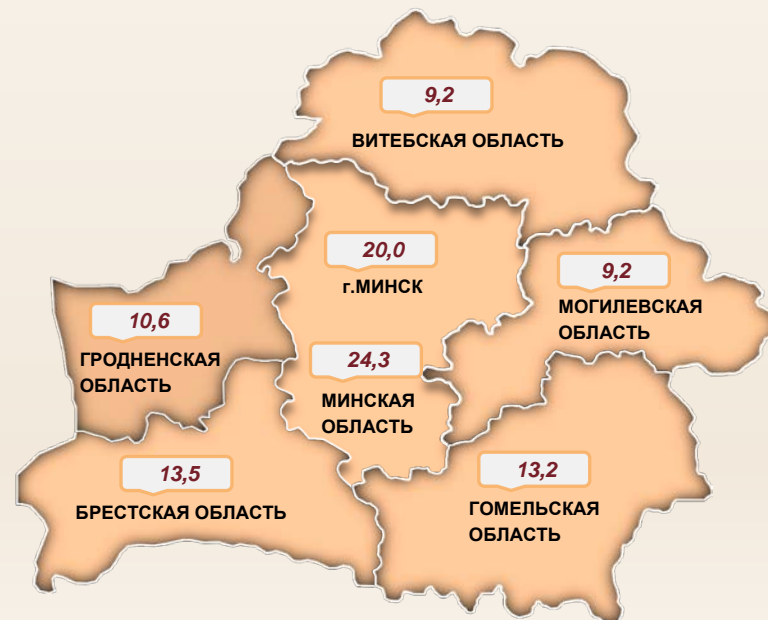 9,2
ВИТЕБСКАЯ ОБЛАСТЬ
20,0
г.МИНСК
9,2
МОГИЛЕВСКАЯ
ОБЛАСТЬ
10,6
ГРОДНЕНСКАЯ
ОБЛАСТЬ
24,3
МИНСКАЯ
ОБЛАСТЬ
13,5
БРЕСТСКАЯ ОБЛАСТЬ
13,2
ГОМЕЛЬСКАЯ
ОБЛАСТЬ